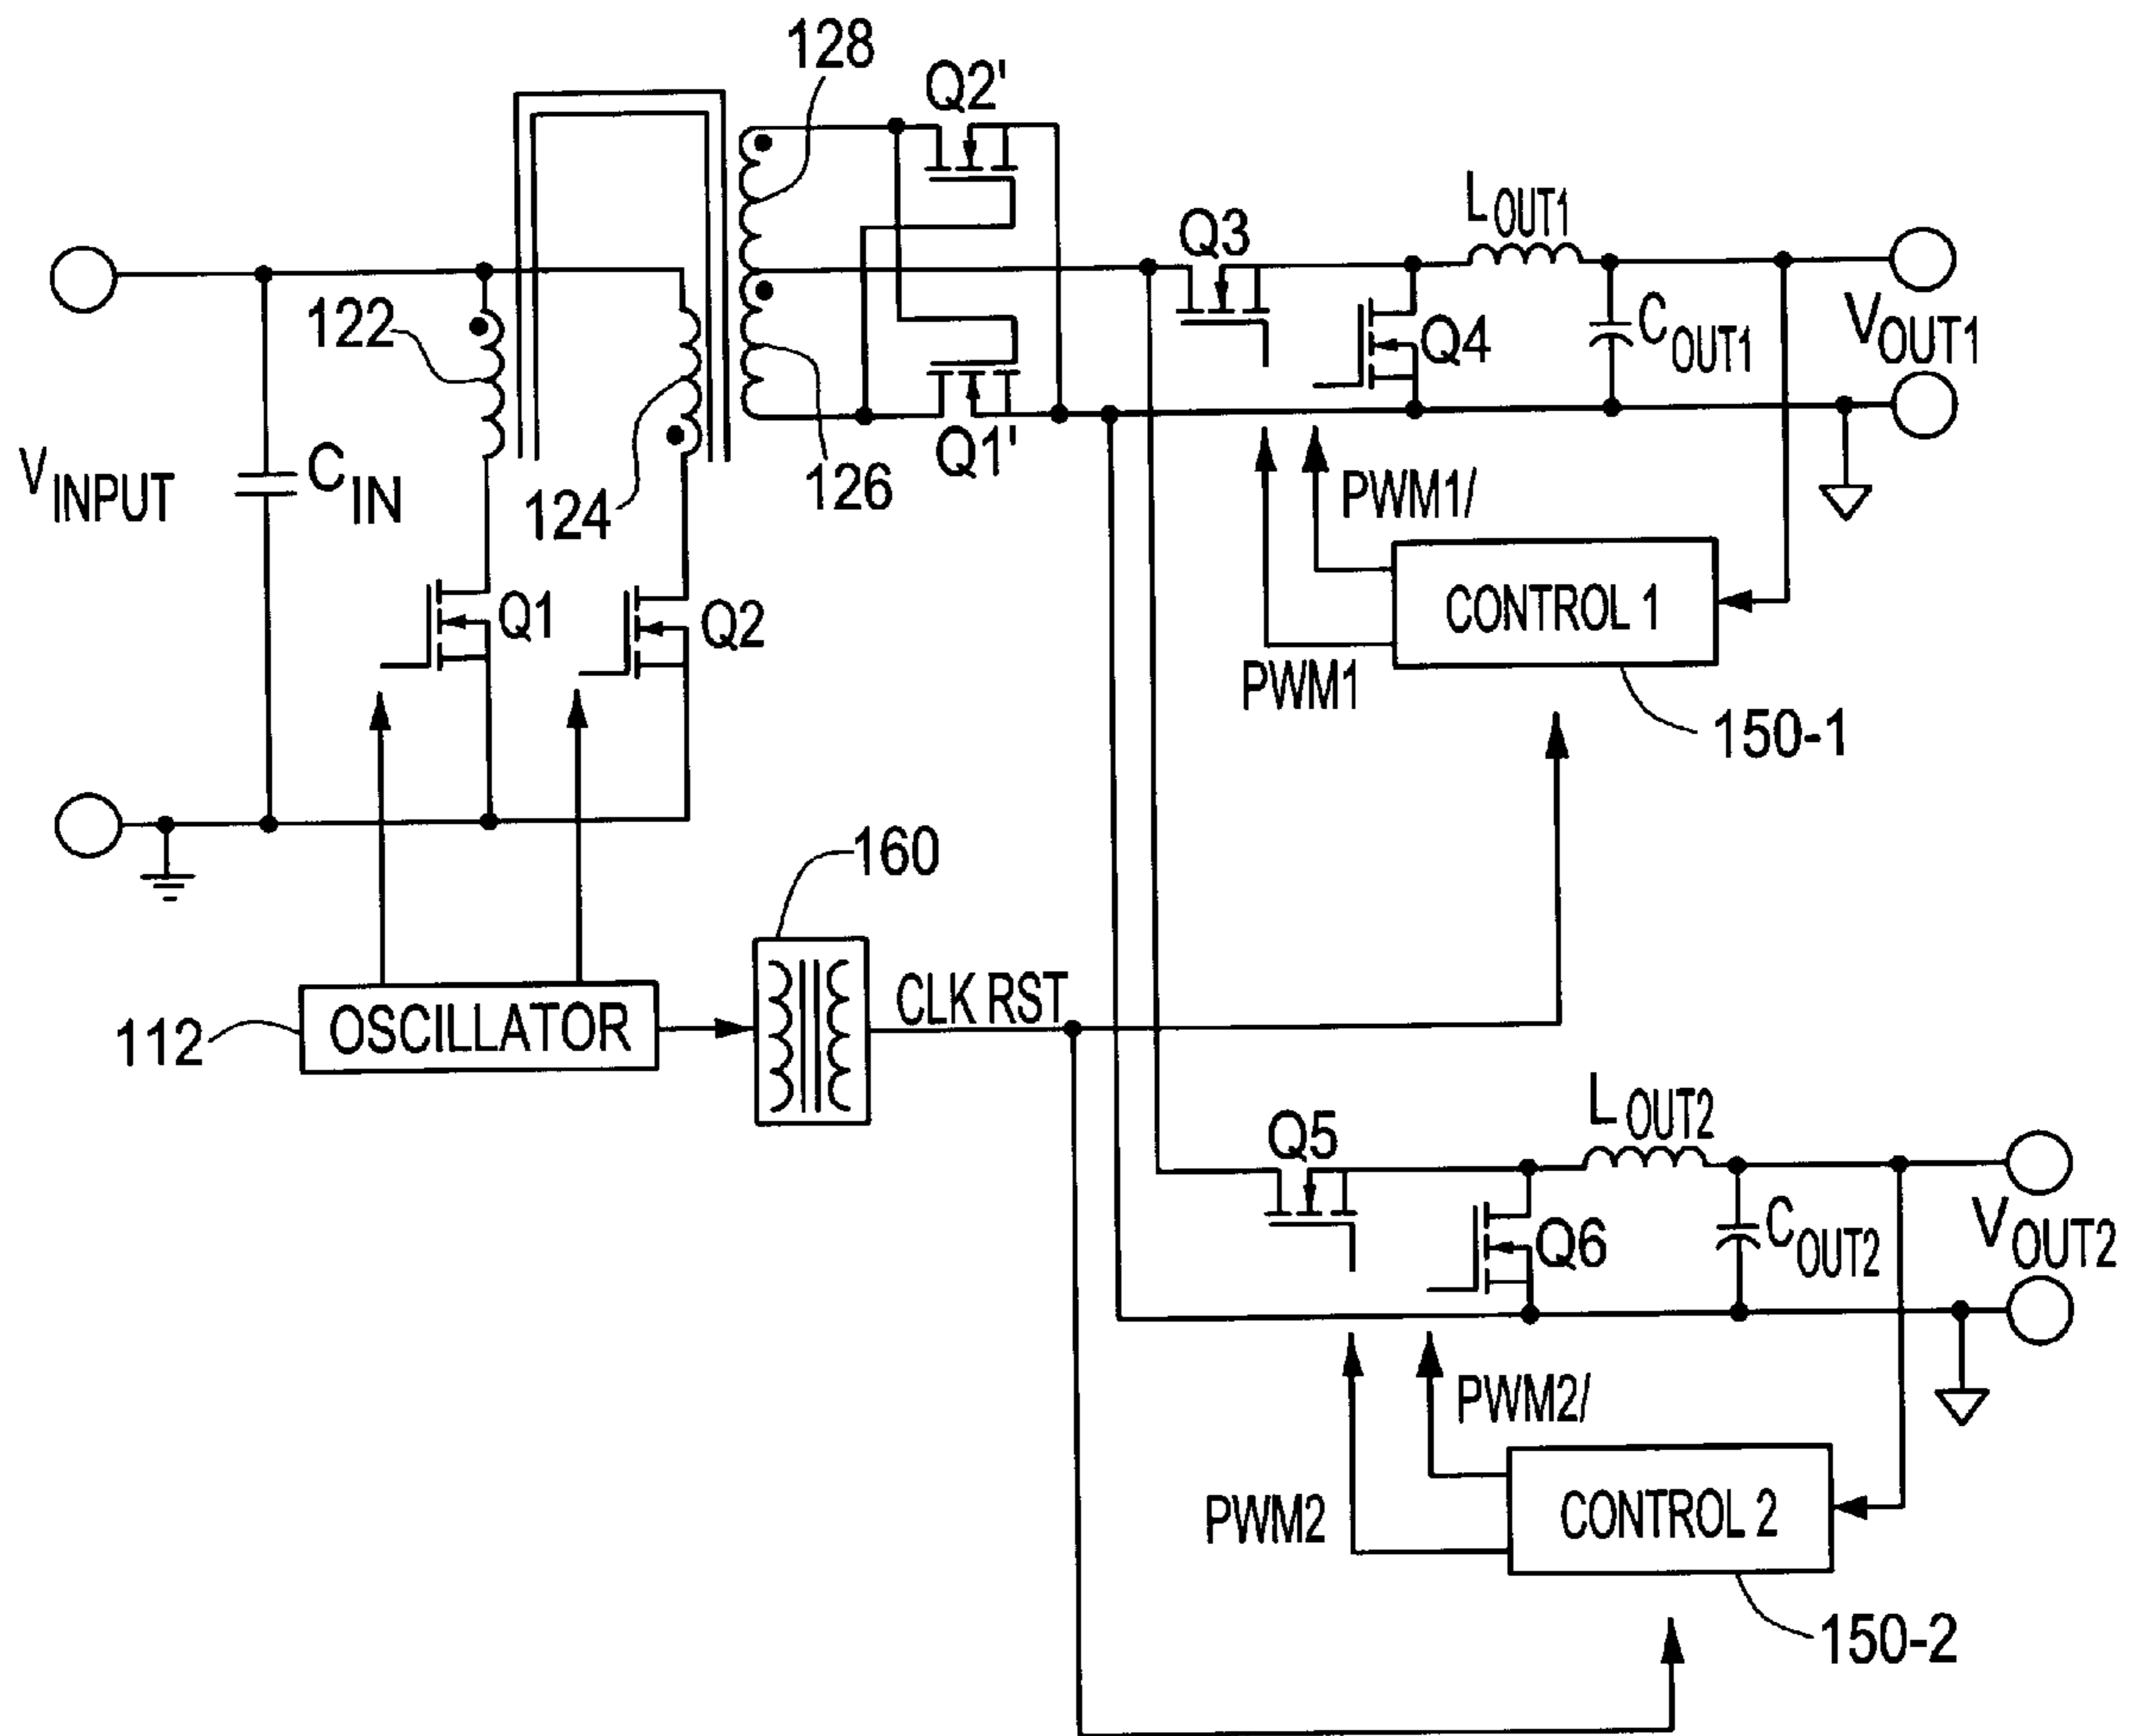 128
Q2'
Q3
LOUT1
122
Q4
COUT1
VOUT1
VINPUT
CIN
124
126
Q1'
PWM1/
Q1
Q2
CONTROL 1
PWM1
150-1
160
CLK RST
112
OSCILLATOR
LOUT2
Q5
Q6
COUT2
VOUT2
PWM2/
PWM2
CONTROL 2
150-2